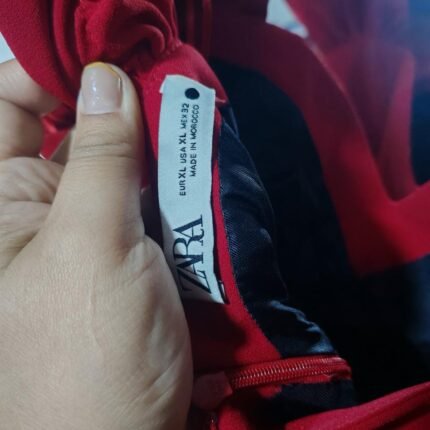 ZARA
EUR XL USA XL MEX 32
MADE IN MOROCCO